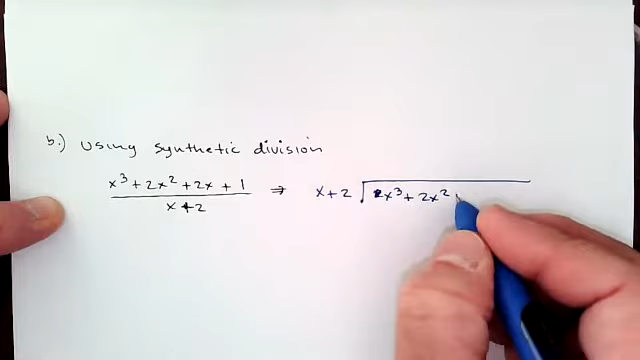 b.) using synthetic division
x³ + 2x² + 2x + 1 ⇒ x + 2 x³ + 2x²
x + 2